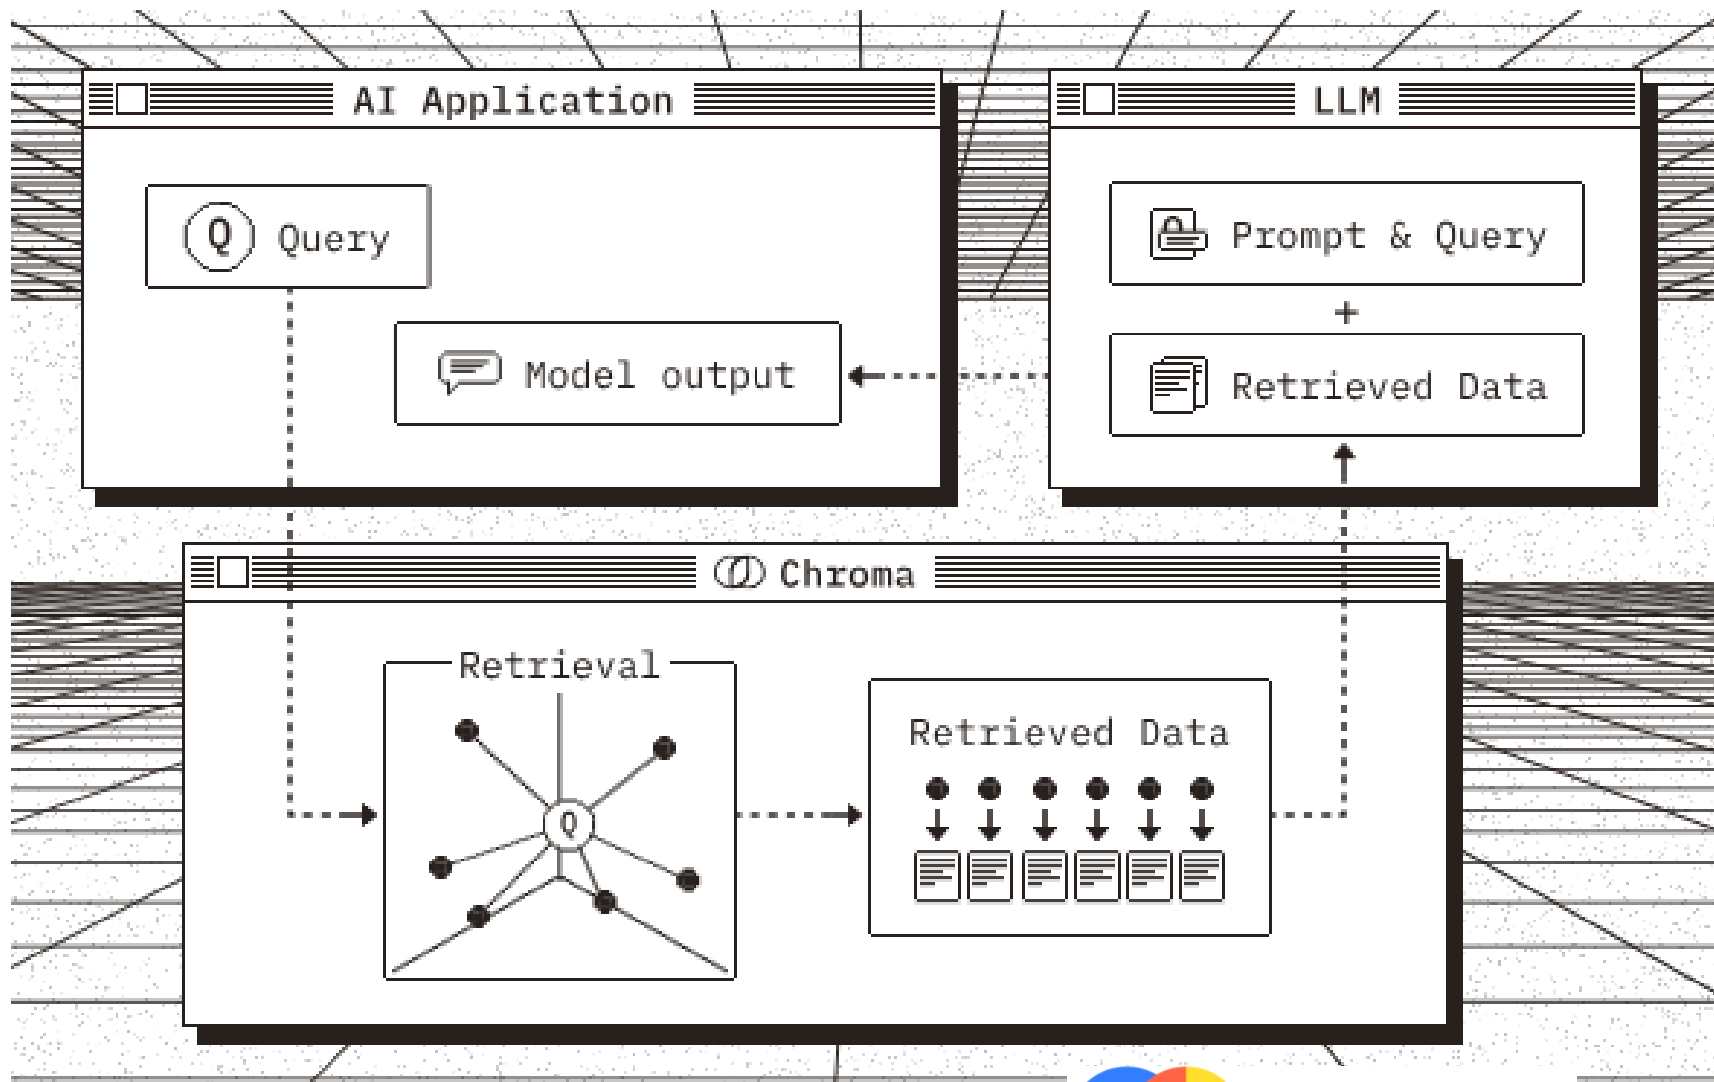 AI Application
Q Query
Model output
LLM
Prompt & Query
+
Retrieved Data
Chroma
Retrieval
Q
Retrieved Data